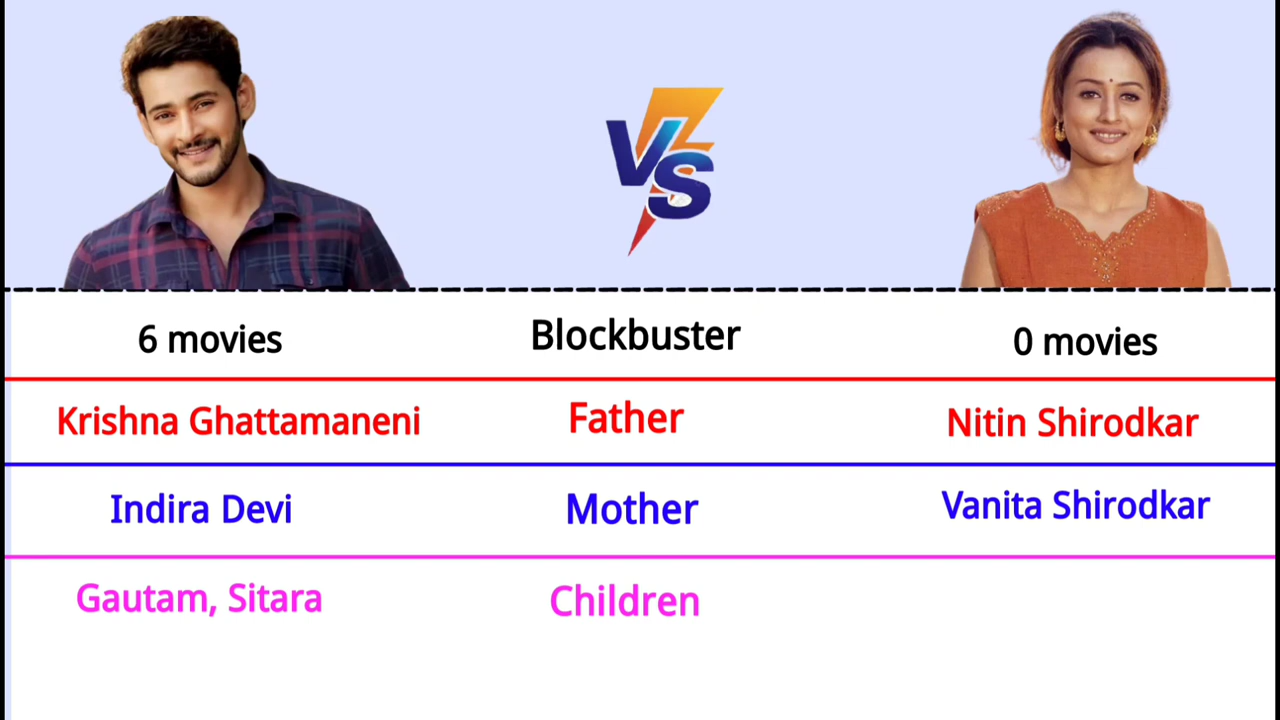 VS
6 movies Blockbuster 0 movies
Krishna Ghattamaneni Father Nitin Shirodkar
Indira Devi Mother Vanita Shirodkar
Gautam, Sitara Children